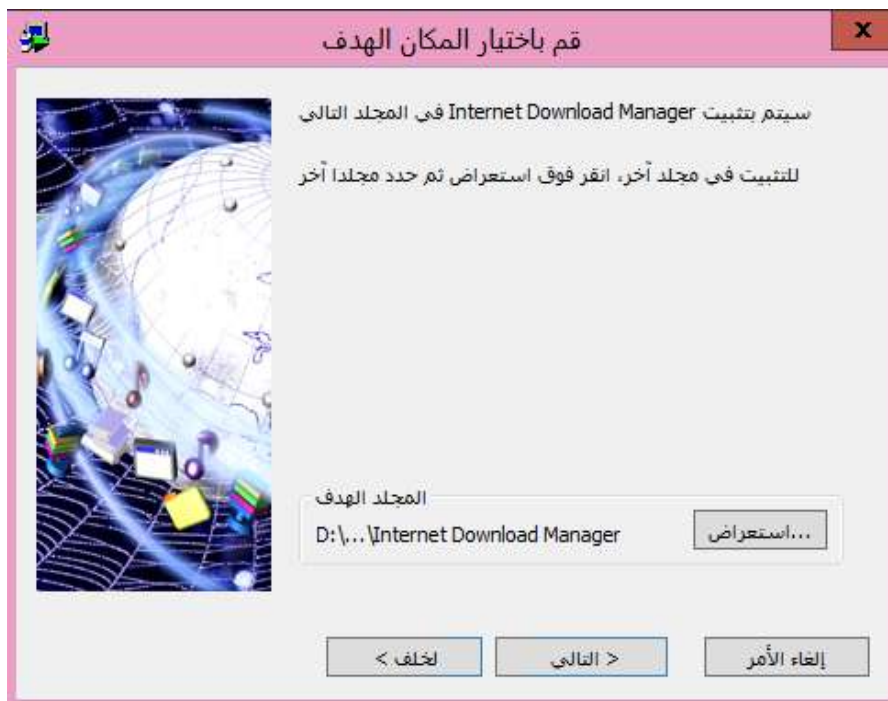 قم باختيار المكان الهدف
x
سيتم بتثبيت Internet Download Manager في المجلد التالي
للتثبيت في مجلد آخر، انقر فوق استعراض ثم حدد مجلدا آخر
المجلد الهدف
D:\...\Internet Download Manager
...استعراض
لخلف >
< التالي
إلغاء الأمر